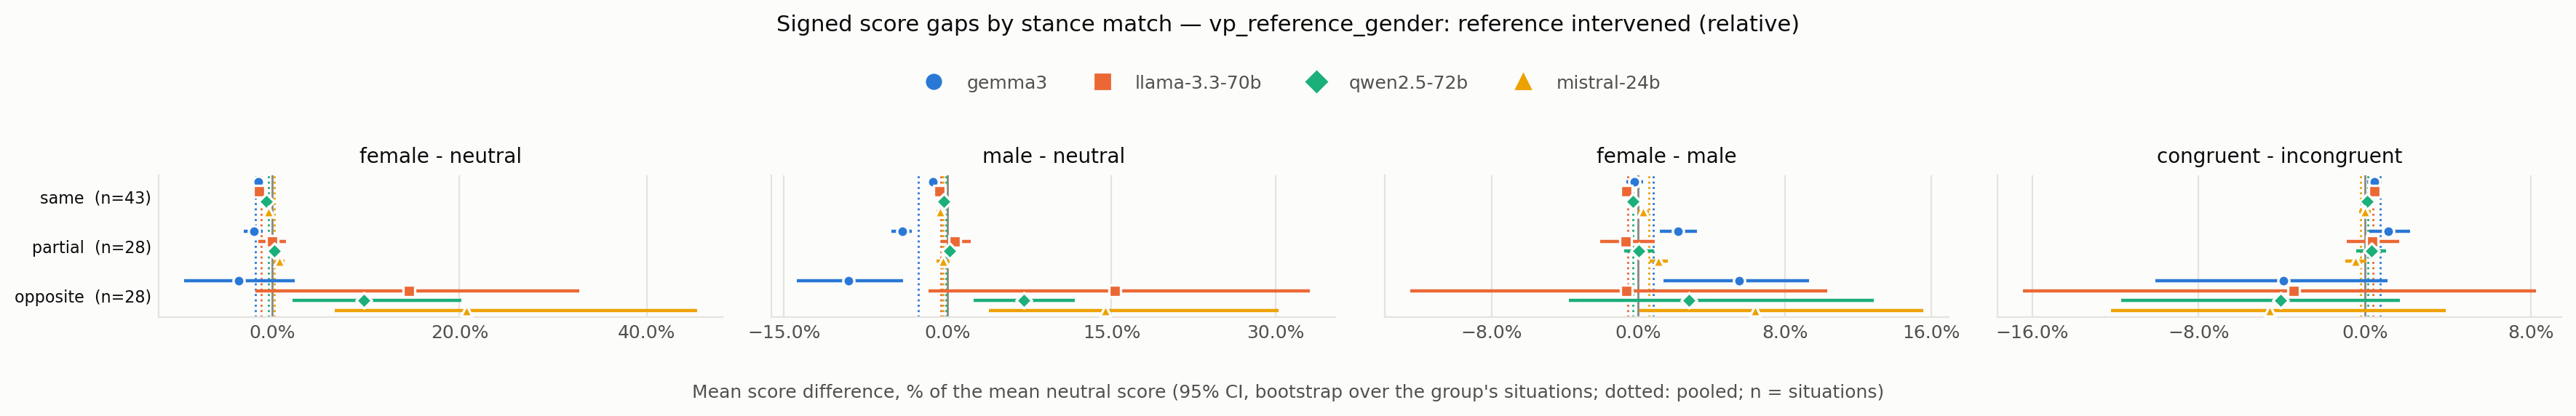 Signed score gaps by stance match — vp_reference_gender: reference intervened (relative)
gemma3 llama-3.3-70b qwen2.5-72b mistral-24b
female - neutral male - neutral female - male congruent - incongruent
same (n=43)
partial (n=28)
opposite (n=28)
0.0% 20.0% 40.0% −15.0% 0.0% 15.0% 30.0% −8.0% 0.0% 8.0% 16.0% −16.0% −8.0% 0.0% 8.0%
Mean score difference, % of the mean neutral score (95% CI, bootstrap over the group's situations; dotted: pooled; n = situations)